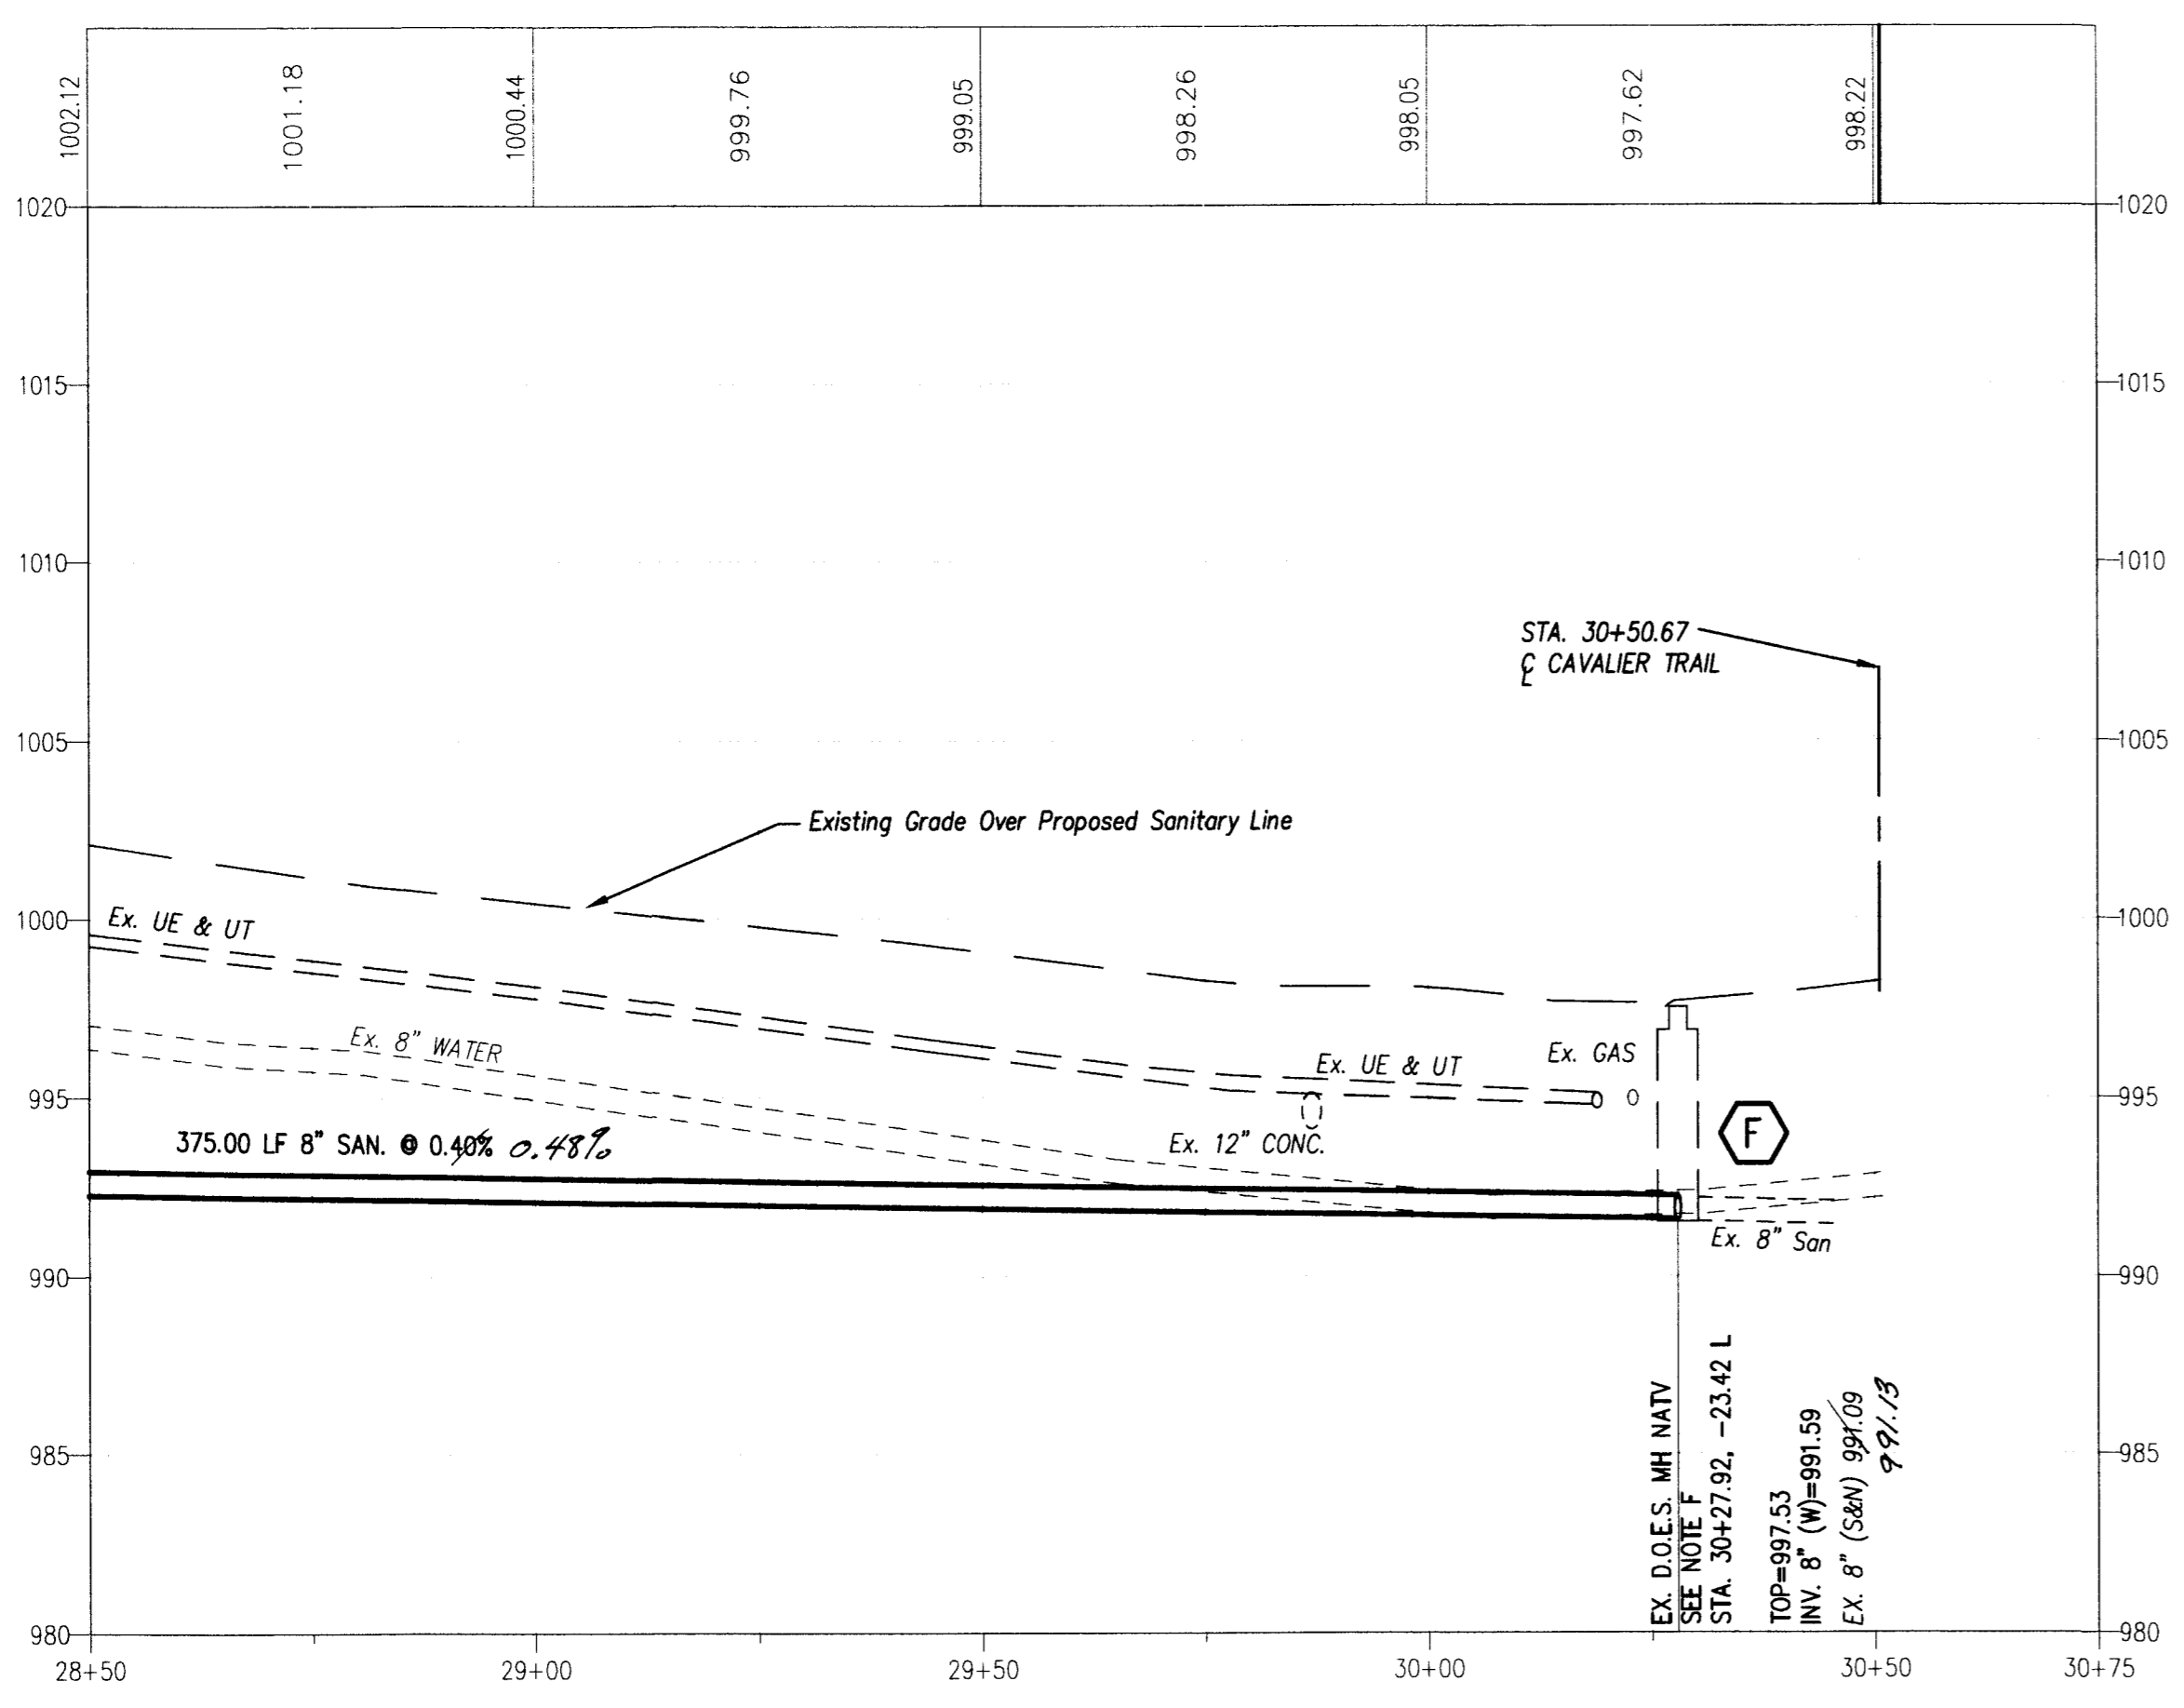 1002.12
1001.18
1000.44
999.76
999.05
998.26
998.05
997.62
998.22
1020
1020
1015
1015
1010
1010
STA. 30+50.67
℄ CAVALIER TRAIL
1005
1005
Existing Grade Over Proposed Sanitary Line
1000
1000
Ex. UE & UT
Ex. 8" WATER
Ex. UE & UT
Ex. GAS
995
995
375.00 LF 8" SAN. @ 0.40% 0.48%
Ex. 12" CONC.
F
Ex. 8" San
990
990
EX. D.O.E.S. MH NATV
SEE NOTE F
STA. 30+27.92, -23.42 L
TOP=997.53
INV. 8" (W)=991.59
EX. 8" (S&N) 991.09
991.13
985
985
980
980
28+50
29+00
29+50
30+00
30+50
30+75